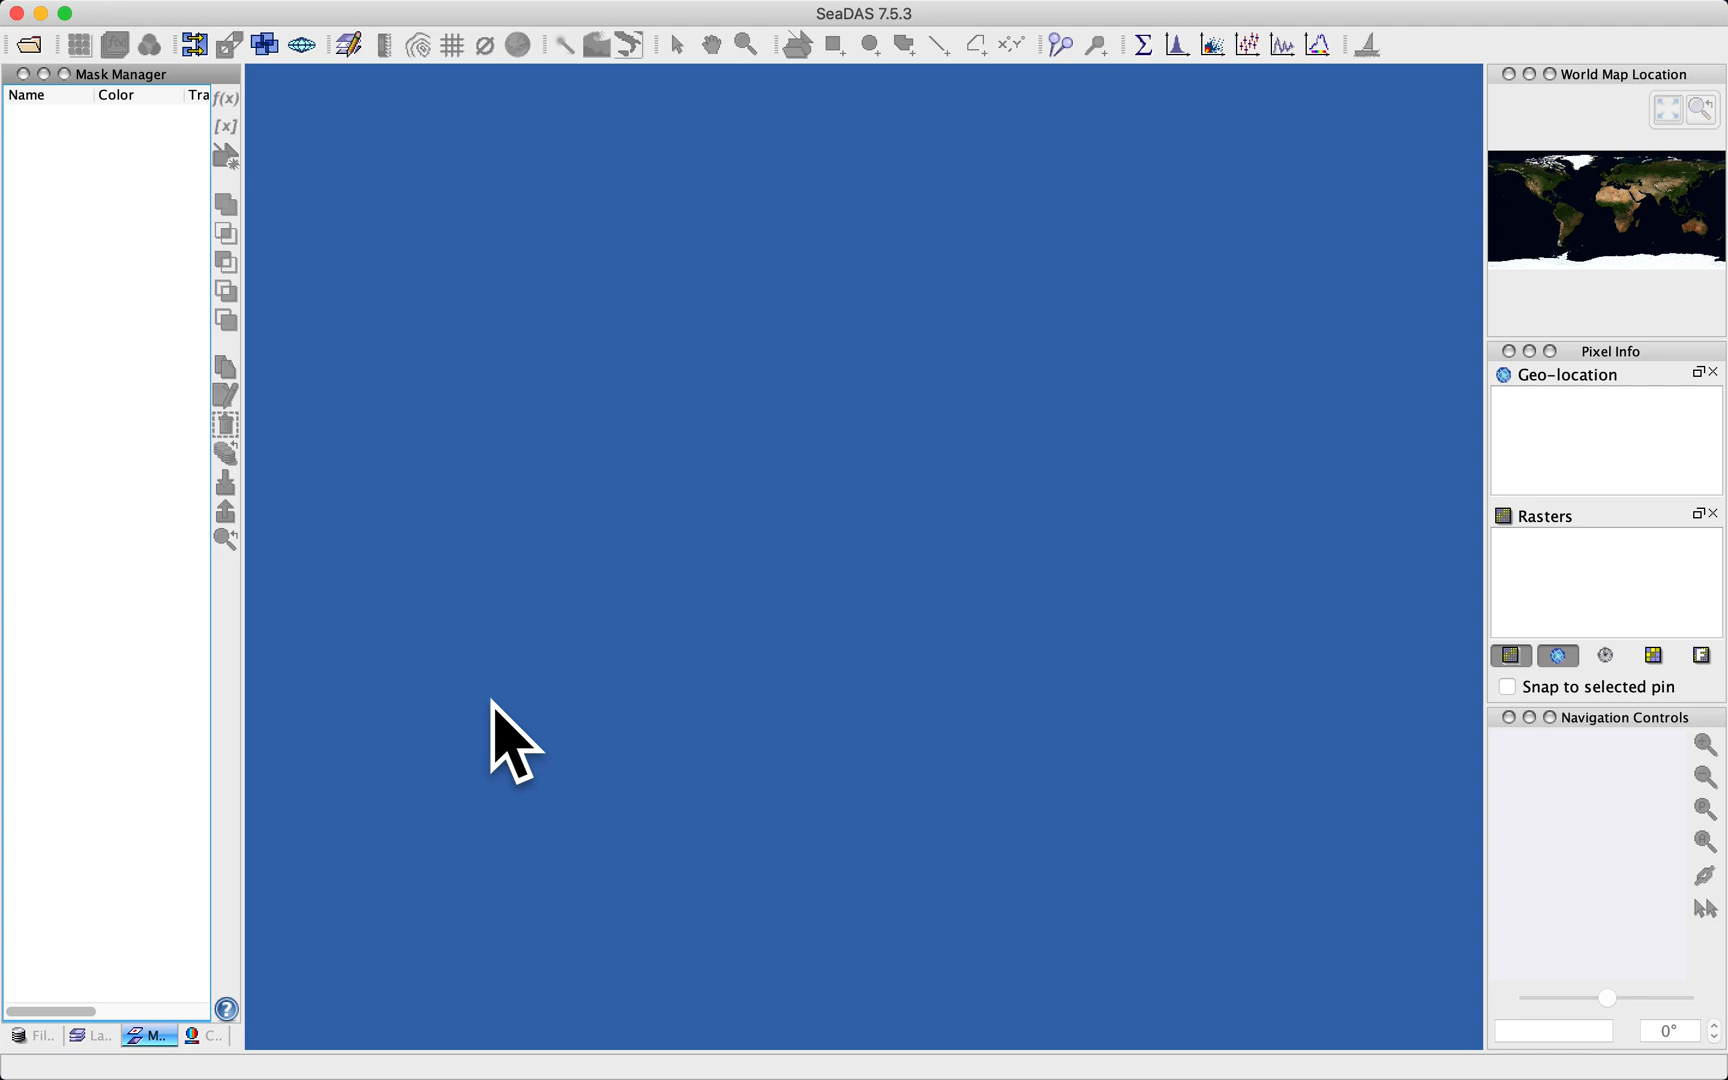 SeaDAS 7.5.3
Mask Manager
Name Color Tra
f(x)
[x]
World Map Location
Pixel Info
Geo-location
Rasters
Snap to selected pin
Navigation Controls
0°
Fil.. La.. M.. C..